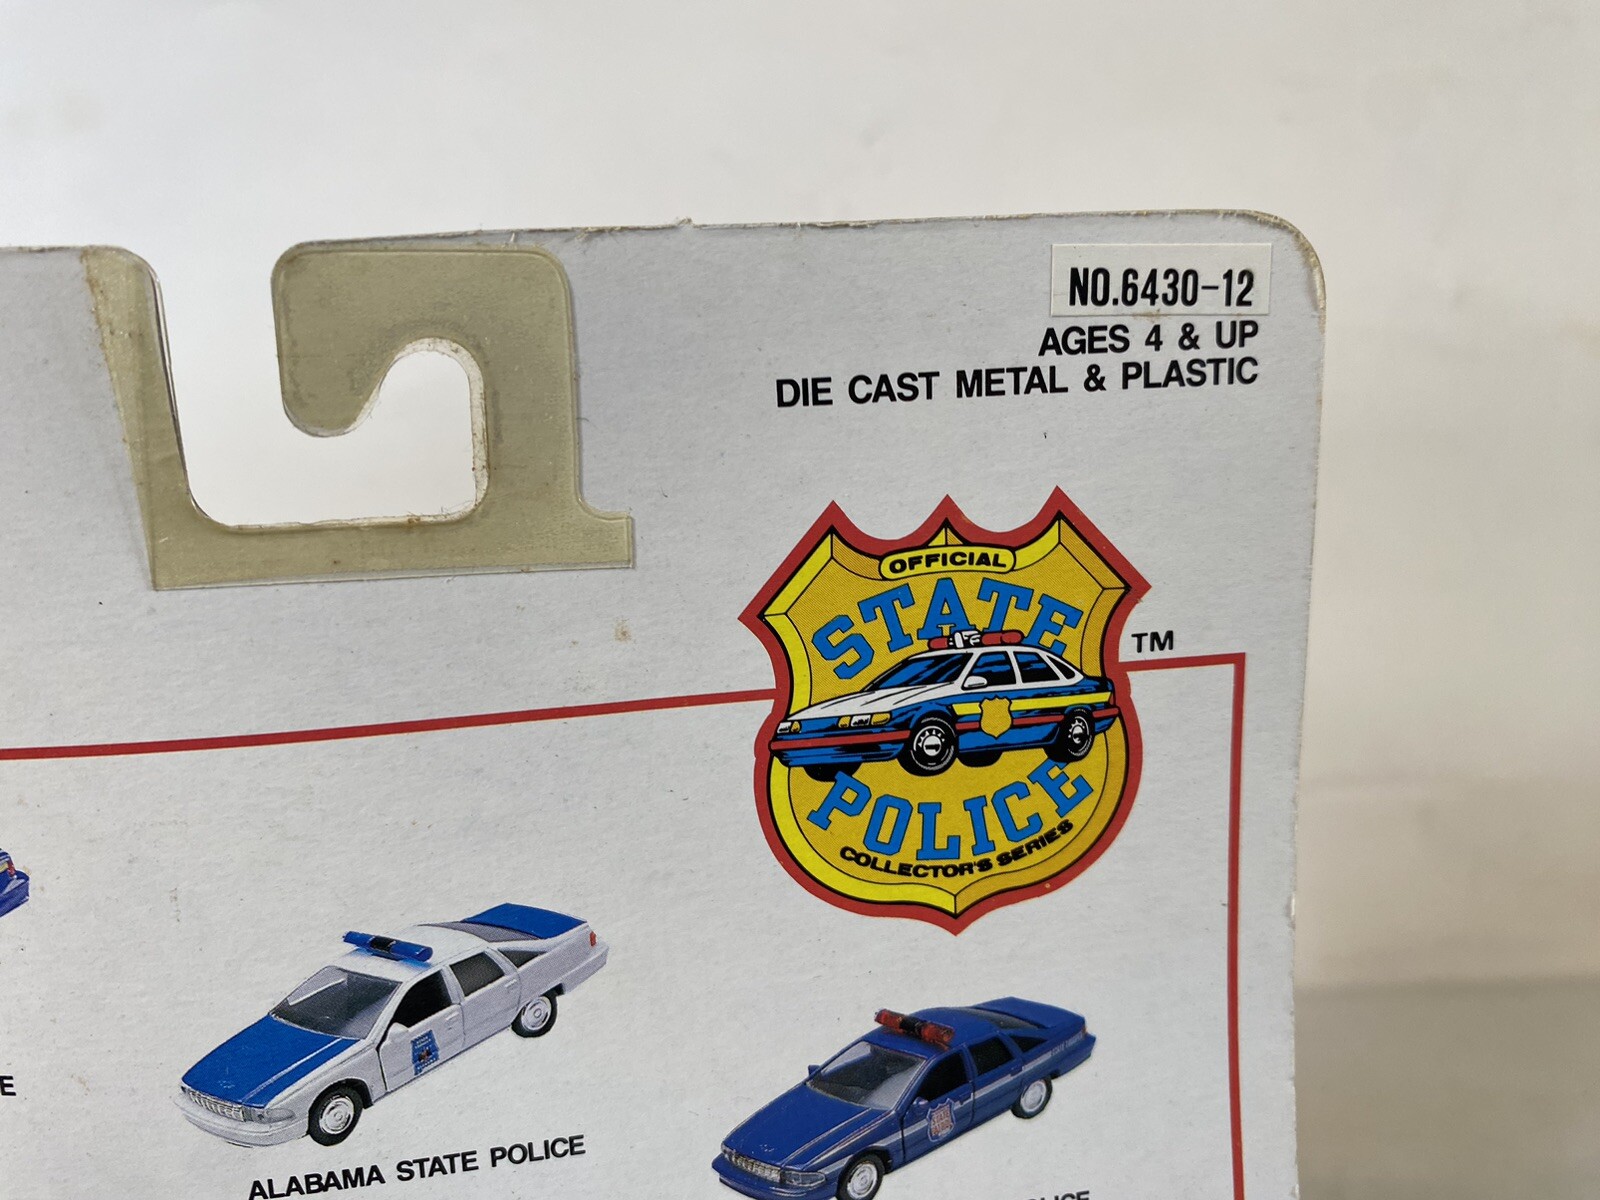 NO.6430-12
AGES 4 & UP
DIE CAST METAL & PLASTIC
OFFICIAL
STATE
TM
POLICE
COLLECTOR'S SERIES
ALABAMA STATE POLICE